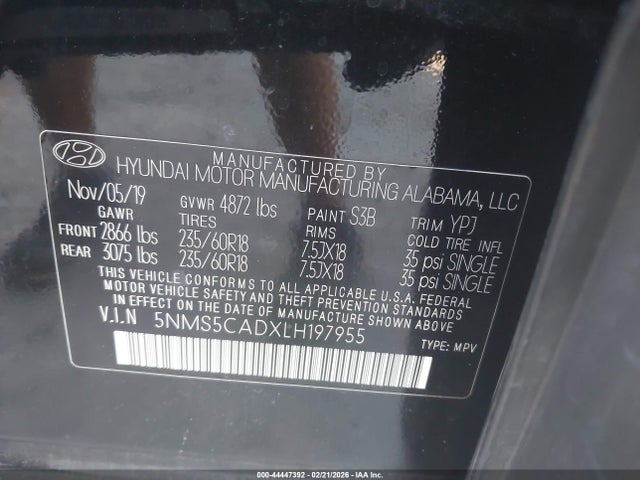 MANUFACTURED BY
HYUNDAI MOTOR MANUFACTURING ALABAMA, LLC
Nov/05/19 GVWR 4872 lbs PAINT S3B TRIM YPJ
GAWR TIRES RIMS COLD TIRE INFL
FRONT 2866 lbs 235/60R18 7.5JX18 35 psi SINGLE
REAR 3075 lbs 235/60R18 7.5JX18 35 psi SINGLE
THIS VEHICLE CONFORMS TO ALL APPLICABLE U.S.A. FEDERAL
MOTOR VEHICLE SAFETY AND THEFT PREVENTION STANDARDS
IN EFFECT ON THE DATE OF MANUFACTURE SHOWN ABOVE.
V.I.N 5NMS5CADXLH197955
TYPE: MPV
000-44447392 - 02/21/2026 - IAA Inc.